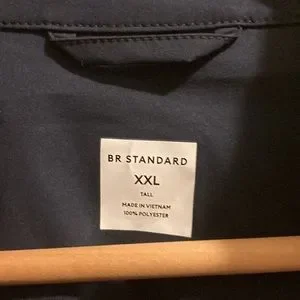 BR STANDARD
XXL
TALL
MADE IN VIETNAM
100% POLYESTER